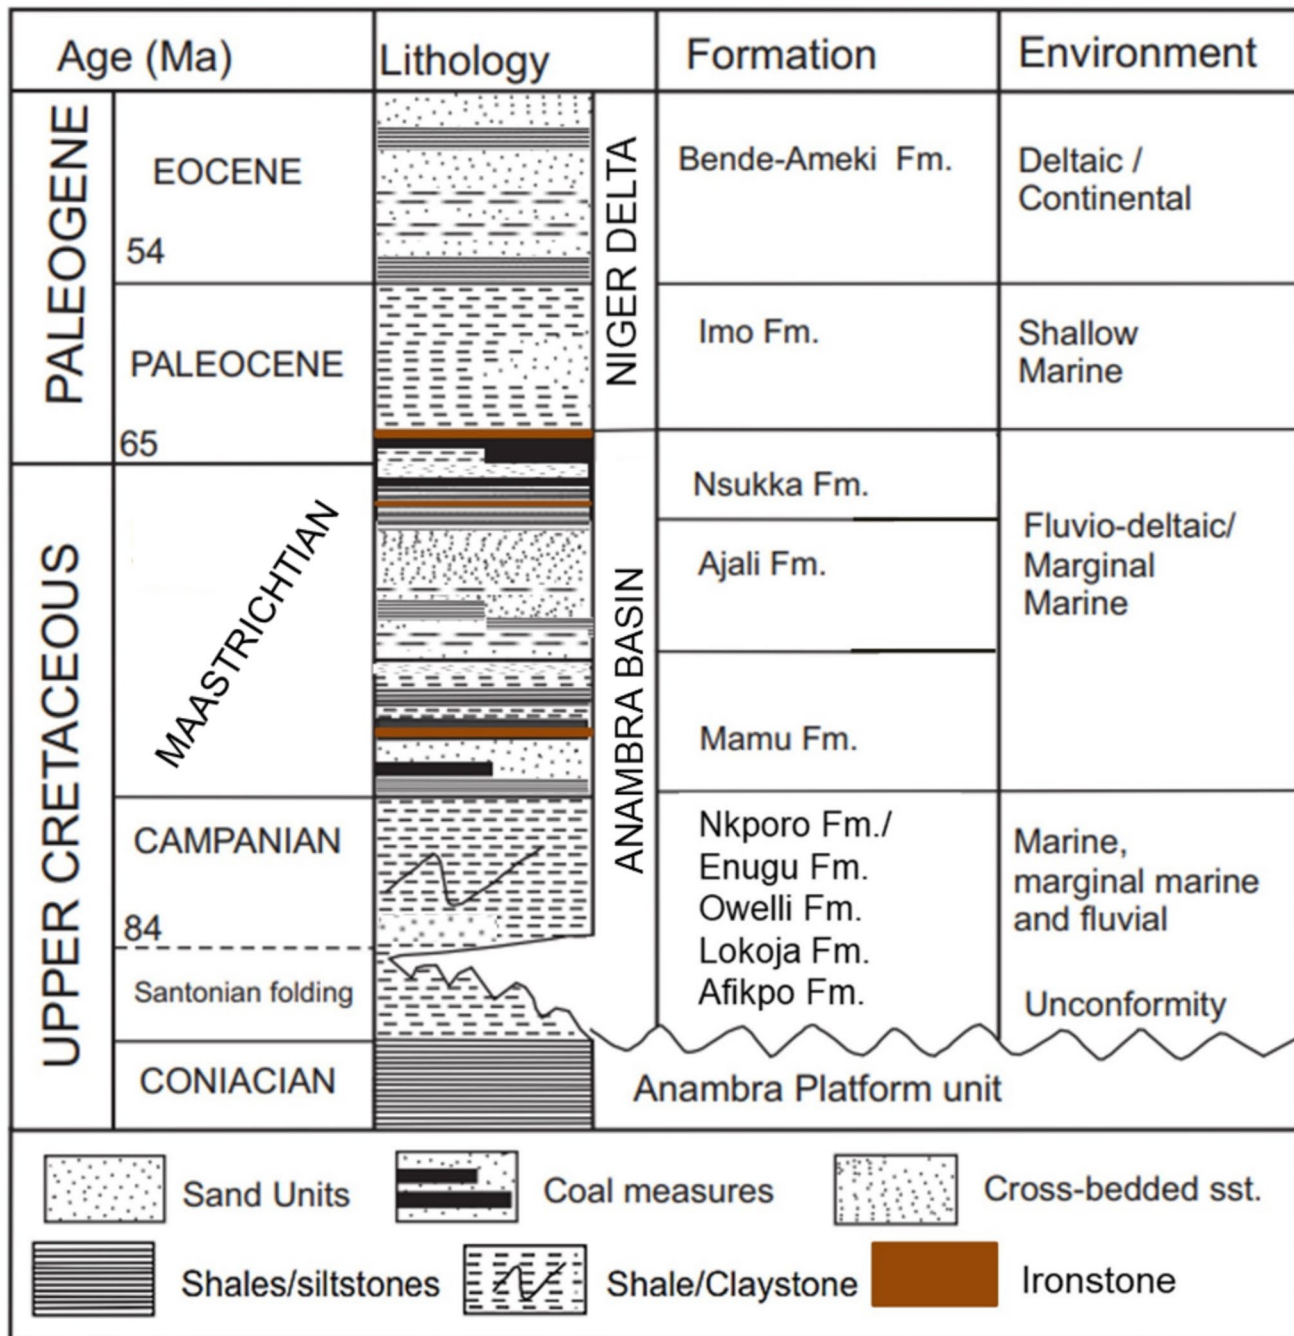 Age (Ma)
Lithology
Formation
Environment
PALEOGENE
EOCENE
54
NIGER DELTA
Bende-Ameki Fm.
Deltaic /
Continental
PALEOCENE
65
Imo Fm.
Shallow
Marine
UPPER CRETACEOUS
MAASTRICHTIAN
ANAMBRA BASIN
Nsukka Fm.
Ajali Fm.
Mamu Fm.
Fluvio-deltaic/
Marginal
Marine
CAMPANIAN
84
Nkporo Fm./
Enugu Fm.
Owelli Fm.
Lokoja Fm.
Afikpo Fm.
Marine,
marginal marine
and fluvial
Santonian folding
Unconformity
CONIACIAN
Anambra Platform unit
Sand Units
Coal measures
Cross-bedded sst.
Shales/siltstones
Shale/Claystone
Ironstone